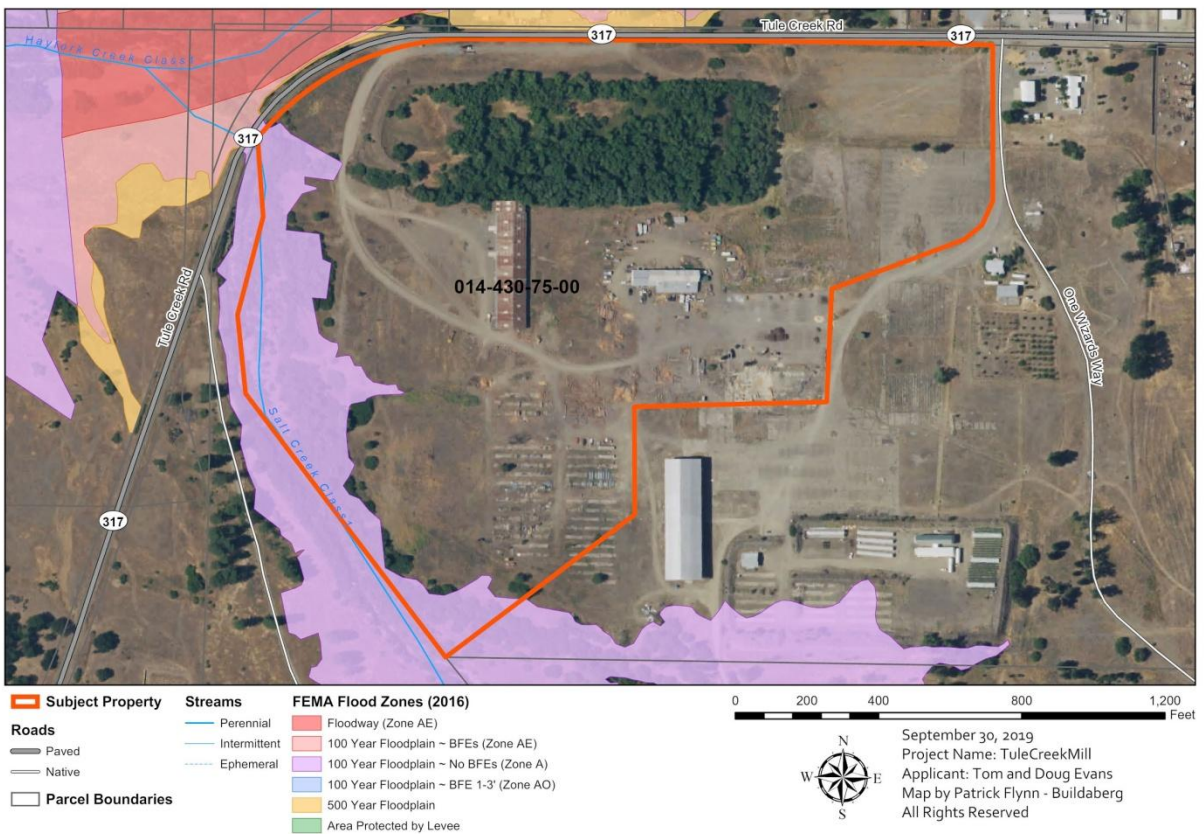 Tule Creek Rd
317
317
Hayfork Creek Class1
317
014-430-75-00
Tule Creek Rd
One Wizards Way
Salt Creek Class1
317
Subject Property
Roads
Paved
Native
Parcel Boundaries
Streams
Perennial
Intermittent
Ephemeral
FEMA Flood Zones (2016)
Floodway (Zone AE)
100 Year Floodplain ~ BFEs (Zone AE)
100 Year Floodplain ~ No BFEs (Zone A)
100 Year Floodplain ~ BFE 1-3' (Zone AO)
500 Year Floodplain
Area Protected by Levee
0 200 400 800 1,200
Feet
N
W E
S
September 30, 2019
Project Name: TuleCreekMill
Applicant: Tom and Doug Evans
Map by Patrick Flynn - Buildaberg
All Rights Reserved